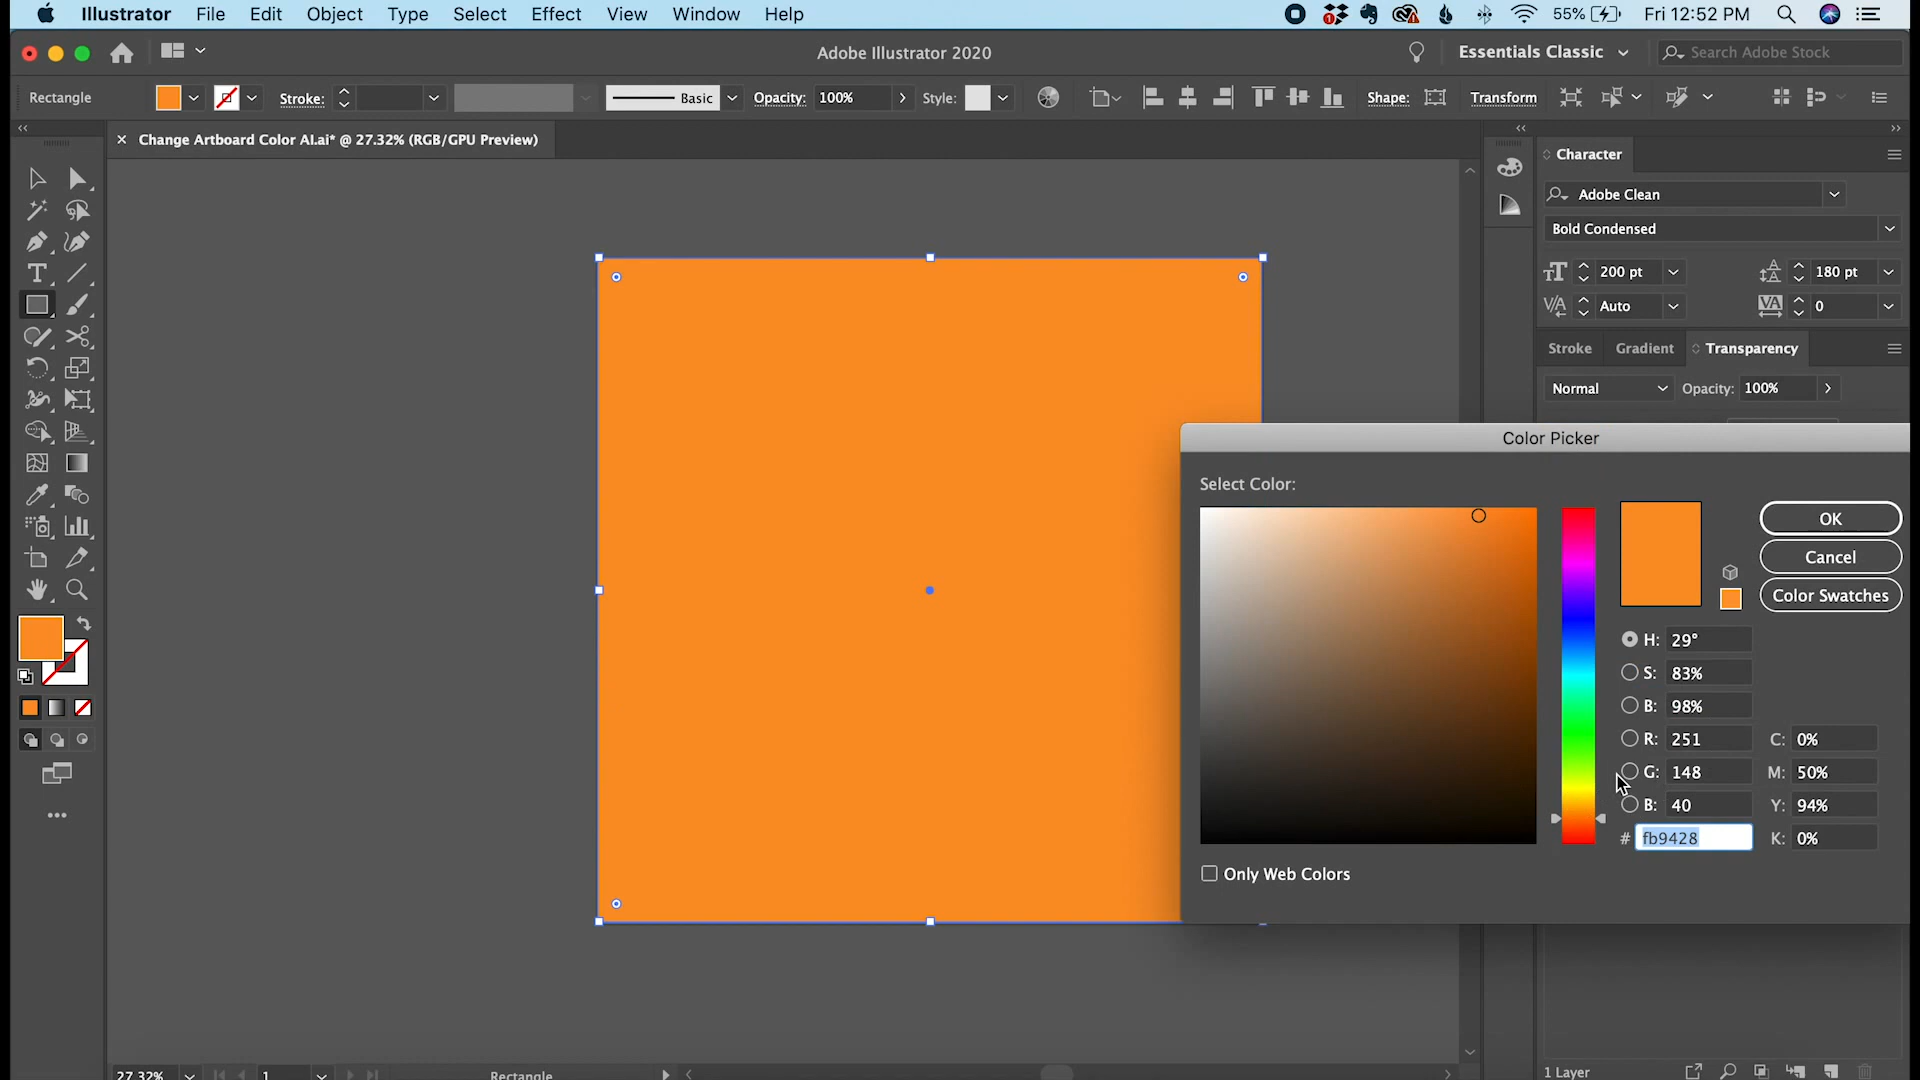 Illustrator File Edit Object Type Select Effect View Window Help 55% Fri 12:52 PM
Adobe Illustrator 2020 Essentials Classic Search Adobe Stock
Rectangle Stroke: Basic Opacity: 100% Style: Shape: Transform
Change Artboard Color AI.ai* @ 27.32% (RGB/GPU Preview)
Character
Adobe Clean
Bold Condensed
200 pt 180 pt
Auto 0
Stroke Gradient Transparency
Normal Opacity: 100%
Color Picker
Select Color:
OK
Cancel
Color Swatches
H: 29°
S: 83%
B: 98%
R: 251 C: 0%
G: 148 M: 50%
B: 40 Y: 94%
# fb9428 K: 0%
Only Web Colors
27.32% 1 Rectangle 1 Layer